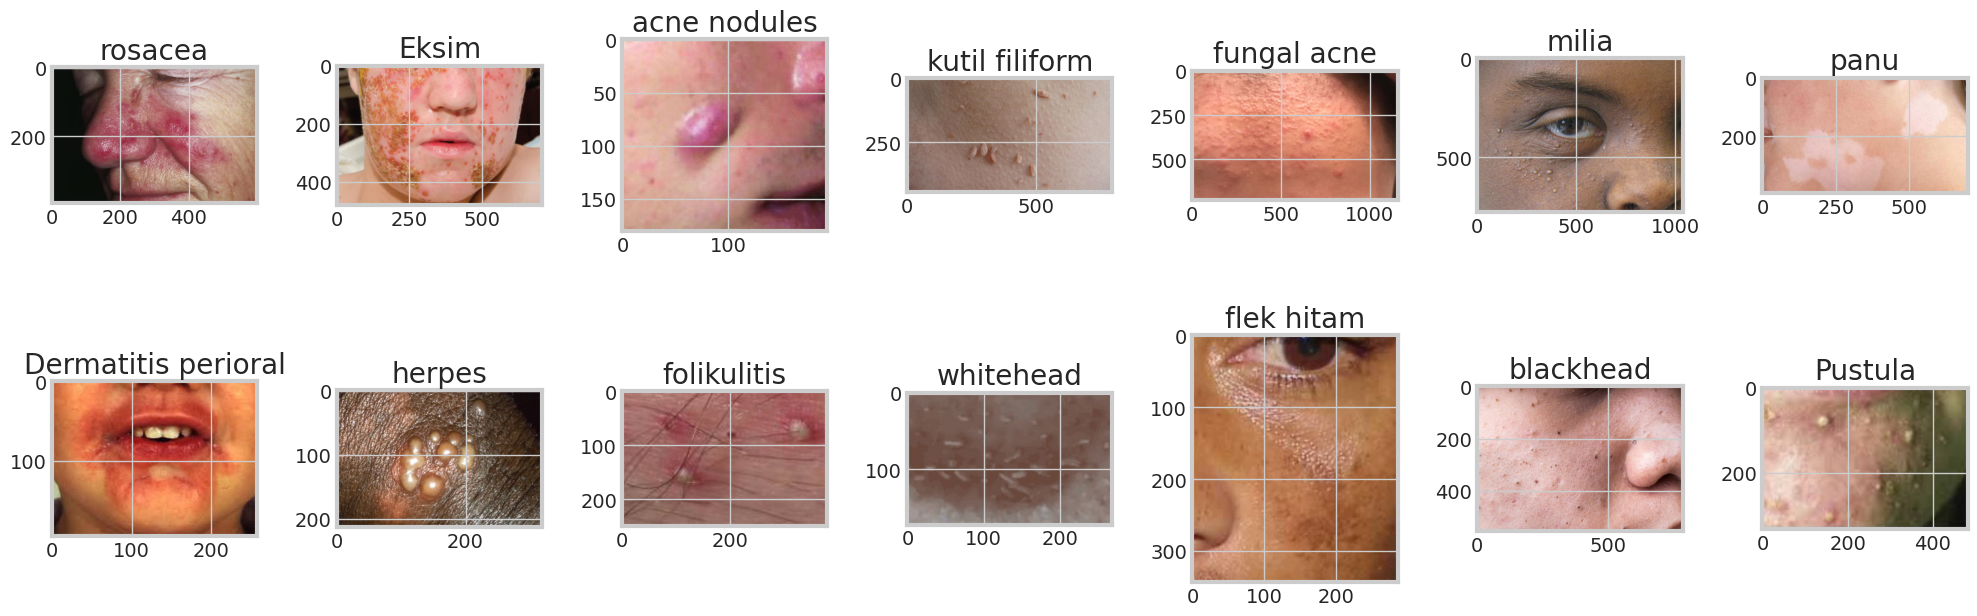 rosacea
Eksim
acne nodules
kutil filiform
fungal acne
milia
panu
0
200
0 200 400
0
200
400
0 250 500
0
50
100
150
0 100
0
250
0 500
0
250
500
0 500 1000
0
500
0 500 1000
0
200
0 250 500
Dermatitis perioral
herpes
folikulitis
whitehead
flek hitam
blackhead
Pustula
0
100
0 100 200
0
100
200
0 200
0
100
200
0 200
0
100
0 100 200
0
100
200
300
0 100 200
0
200
400
0 500
0
200
0 200 400